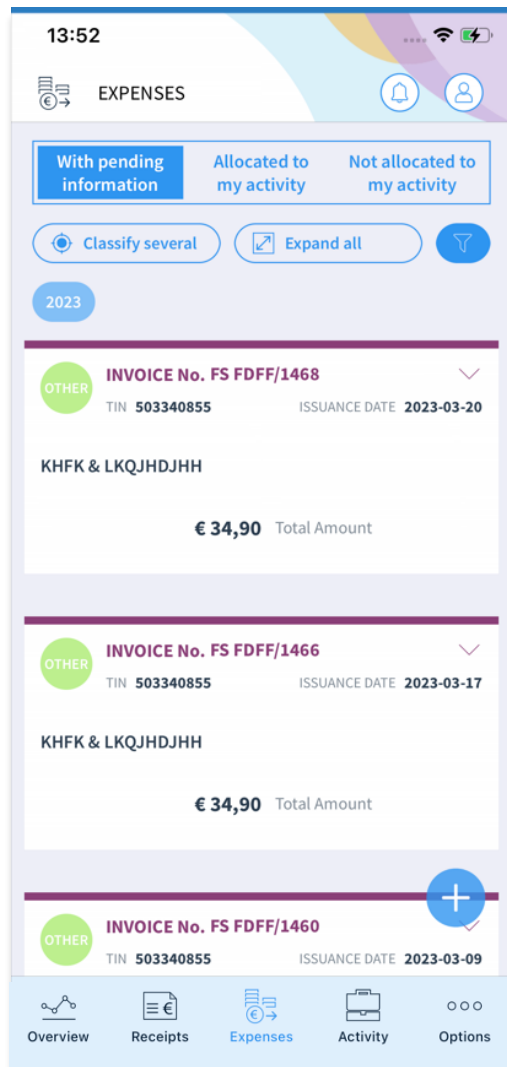 13:52
EXPENSES
With pending information
Allocated to my activity
Not allocated to my activity
Classify several
Expand all
2023
OTHER
INVOICE No. FS FDFF/1468
TIN 503340855 ISSUANCE DATE 2023-03-20
KHFK & LKQJHDJHH
€ 34,90 Total Amount
OTHER
INVOICE No. FS FDFF/1466
TIN 503340855 ISSUANCE DATE 2023-03-17
KHFK & LKQJHDJHH
€ 34,90 Total Amount
OTHER
INVOICE No. FS FDFF/1460
TIN 503340855 ISSUANCE DATE 2023-03-09
Overview Receipts Expenses Activity Options